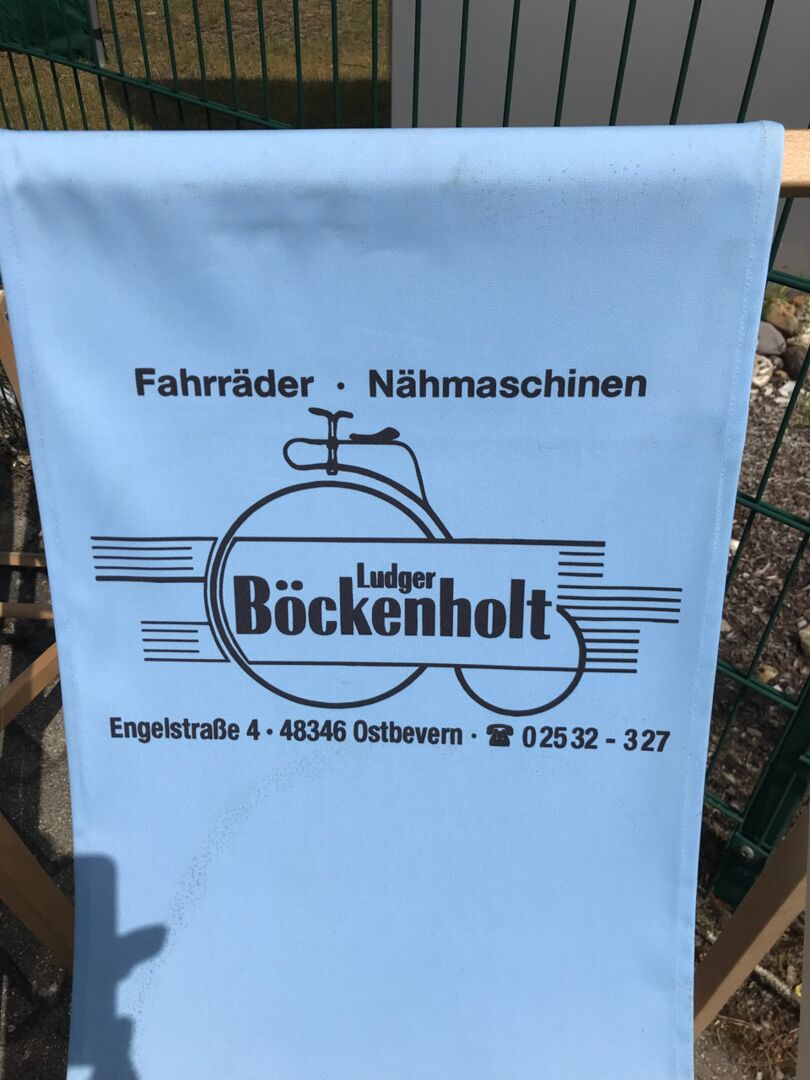 Fahrräder · Nähmaschinen
Ludger
Böckenholt
Engelstraße 4 · 48346 Ostbevern · ☎ 02532 - 327